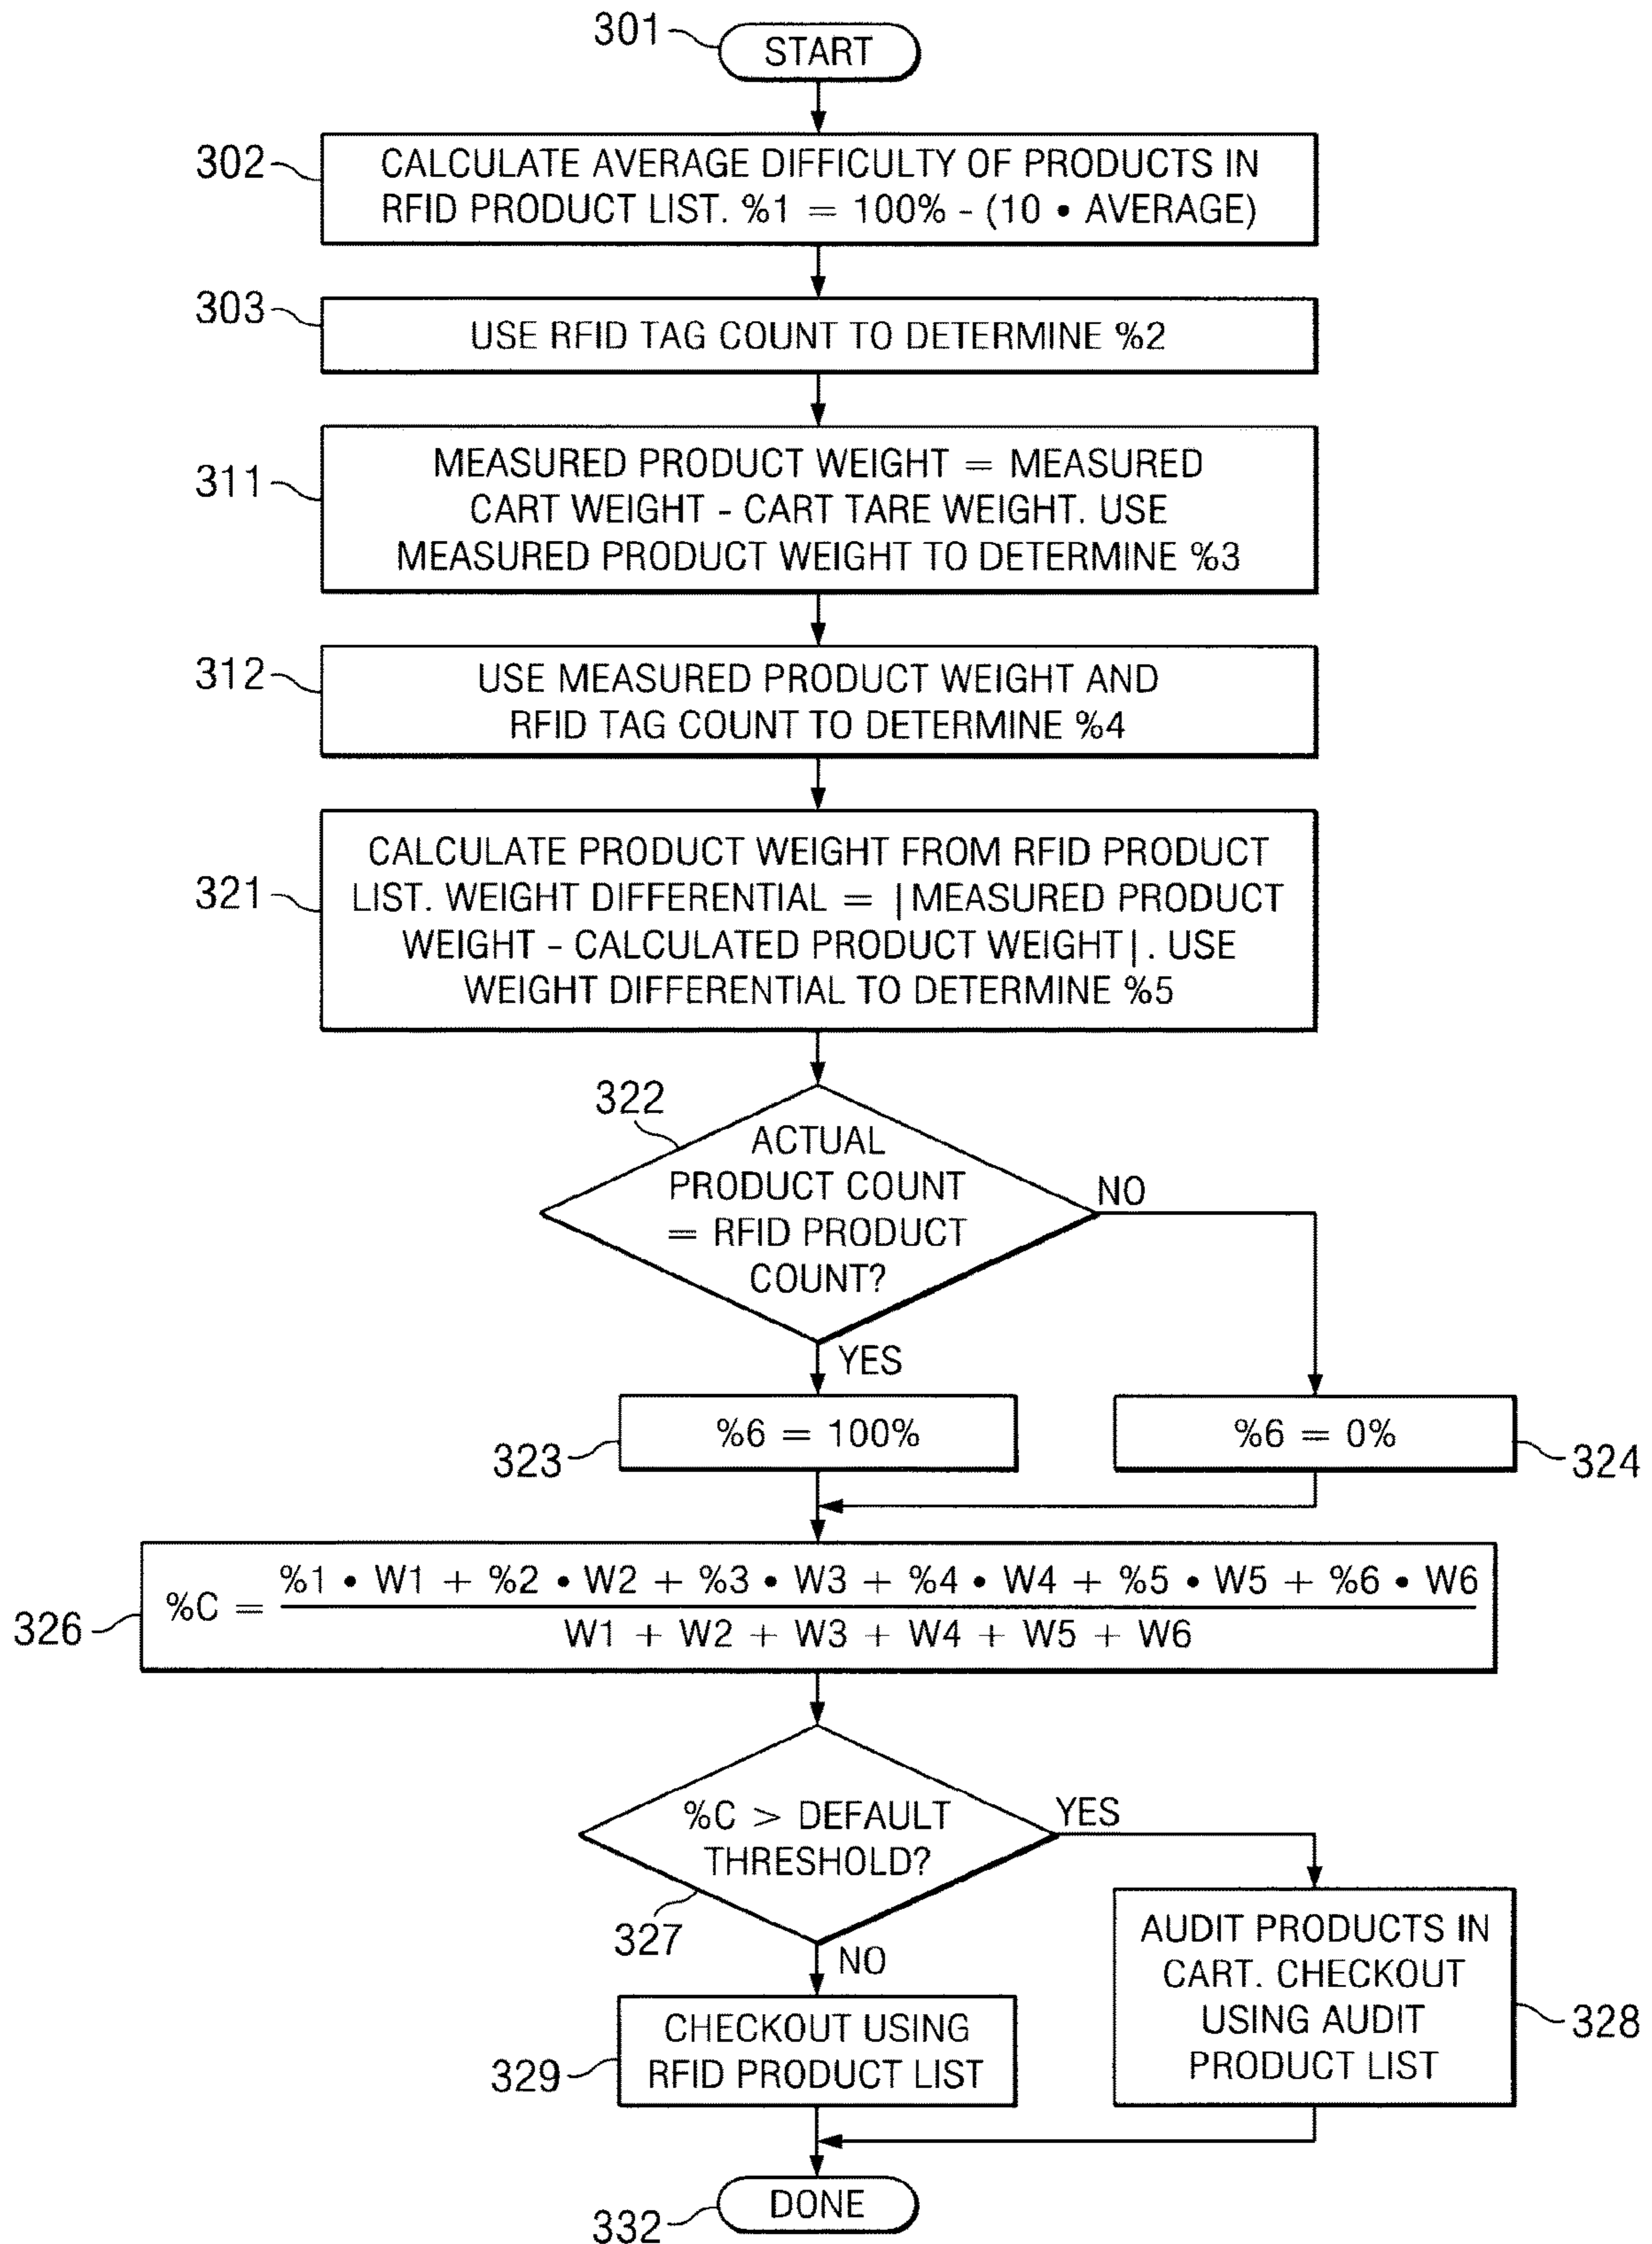 301
START
302
CALCULATE AVERAGE DIFFICULTY OF PRODUCTS IN
RFID PRODUCT LIST. %1 = 100% - (10 • AVERAGE)
303
USE RFID TAG COUNT TO DETERMINE %2
311
MEASURED PRODUCT WEIGHT = MEASURED
CART WEIGHT - CART TARE WEIGHT. USE
MEASURED PRODUCT WEIGHT TO DETERMINE %3
312
USE MEASURED PRODUCT WEIGHT AND
RFID TAG COUNT TO DETERMINE %4
321
CALCULATE PRODUCT WEIGHT FROM RFID PRODUCT
LIST. WEIGHT DIFFERENTIAL = |MEASURED PRODUCT
WEIGHT - CALCULATED PRODUCT WEIGHT|. USE
WEIGHT DIFFERENTIAL TO DETERMINE %5
322
ACTUAL
PRODUCT COUNT
= RFID PRODUCT
COUNT?
NO
YES
323
%6 = 100%
%6 = 0%
324
326
%C =
%1 • W1 + %2 • W2 + %3 • W3 + %4 • W4 + %5 • W5 + %6 • W6
W1 + W2 + W3 + W4 + W5 + W6
%C > DEFAULT
THRESHOLD?
YES
327
NO
AUDIT PRODUCTS IN
CART. CHECKOUT
USING AUDIT
PRODUCT LIST
328
329
CHECKOUT USING
RFID PRODUCT LIST
332
DONE